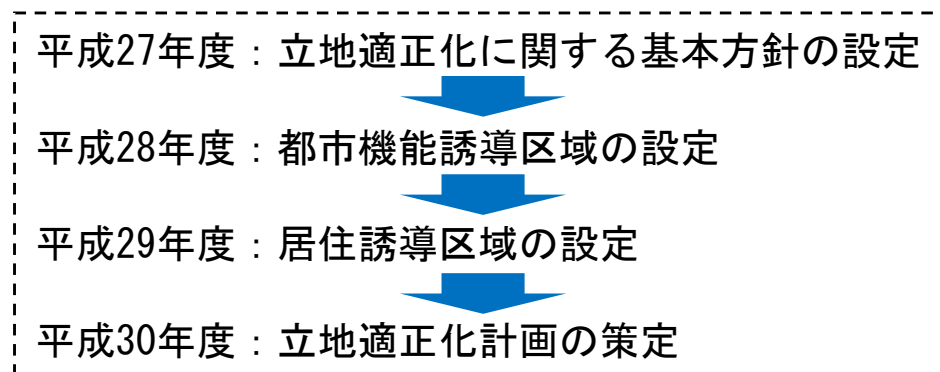 平成27年度：立地適正化に関する基本方針の設定
平成28年度：都市機能誘導区域の設定
平成29年度：居住誘導区域の設定
平成30年度：立地適正化計画の策定